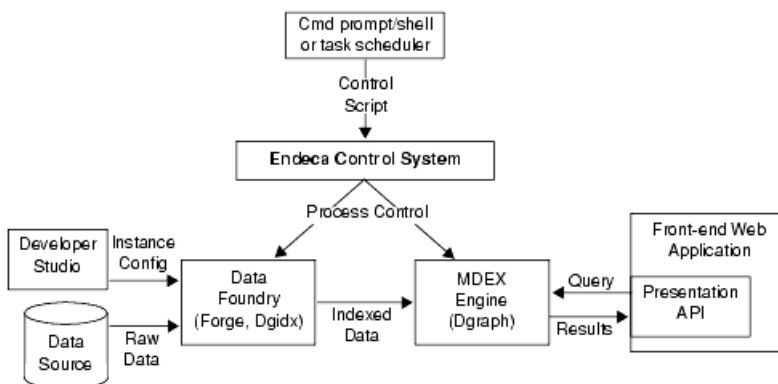 Cmd prompt/shell
or task scheduler
Control
Script
Endeca Control System
Process Control
Developer
Studio
Instance
Config
Data
Foundry
(Forge, Dgidx)
Indexed
Data
MDEX
Engine
(Dgraph)
Front-end Web
Application
Query
Presentation
API
Results
Data
Source
Raw
Data